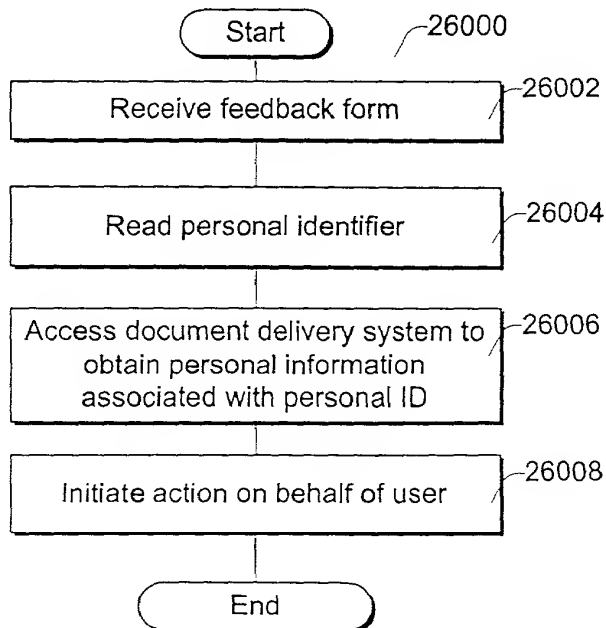 Start
26000
Receive feedback form
26002
Read personal identifier
26004
Access document delivery system to
obtain personal information
associated with personal ID
26006
Initiate action on behalf of user
26008
End